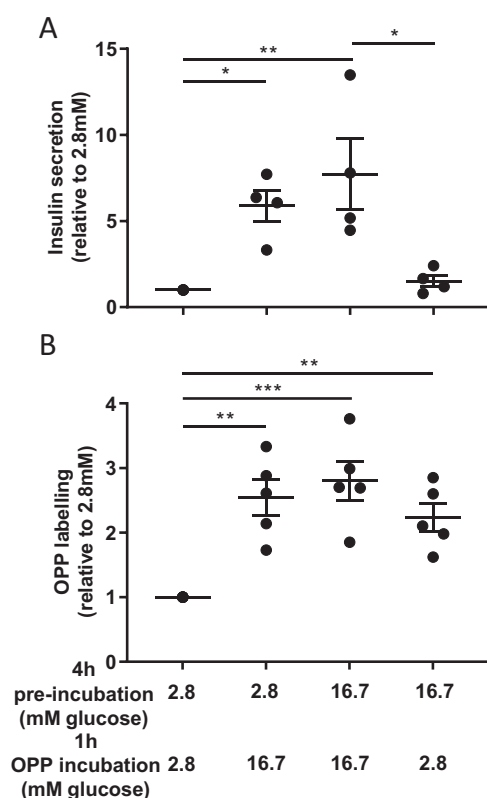 A
**
*
*
15
10
5
0
Insulin secretion
(relative to 2.8mM)
B
**
***
**
4
3
2
1
0
OPP labelling
(relative to 2.8mM)
4h
pre-incubation 2.8 2.8 16.7 16.7
(mM glucose)
1h
OPP incubation 2.8 16.7 16.7 2.8
(mM glucose)